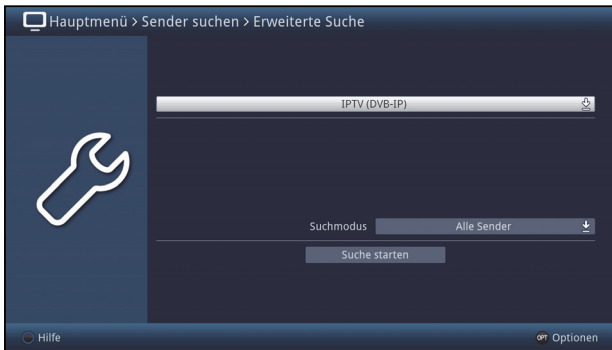 Hauptmenü > Sender suchen > Erweiterte Suche
IPTV (DVB-IP)
Suchmodus Alle Sender
Suche starten
Hilfe OPT Optionen